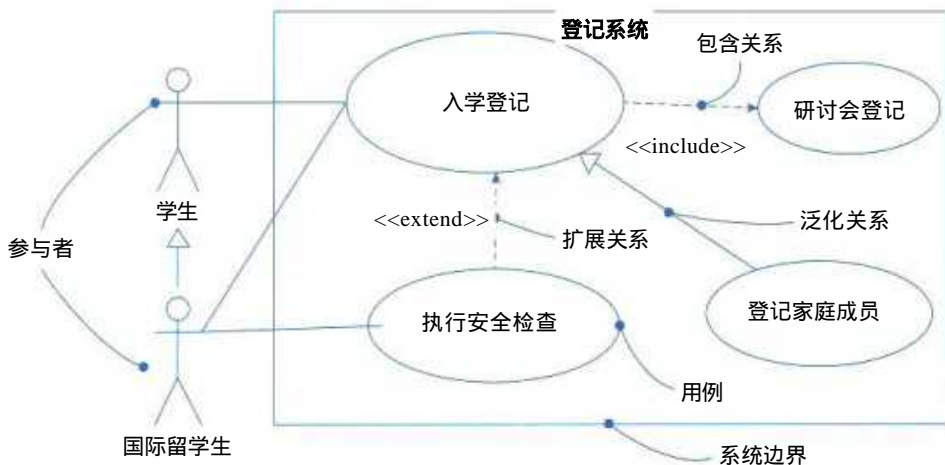 登记系统
包含关系
入学登记
研讨会登记
<<include>>
学生
<<extend>>
扩展关系
泛化关系
参与者
执行安全检查
登记家庭成员
用例
国际留学生
系统边界